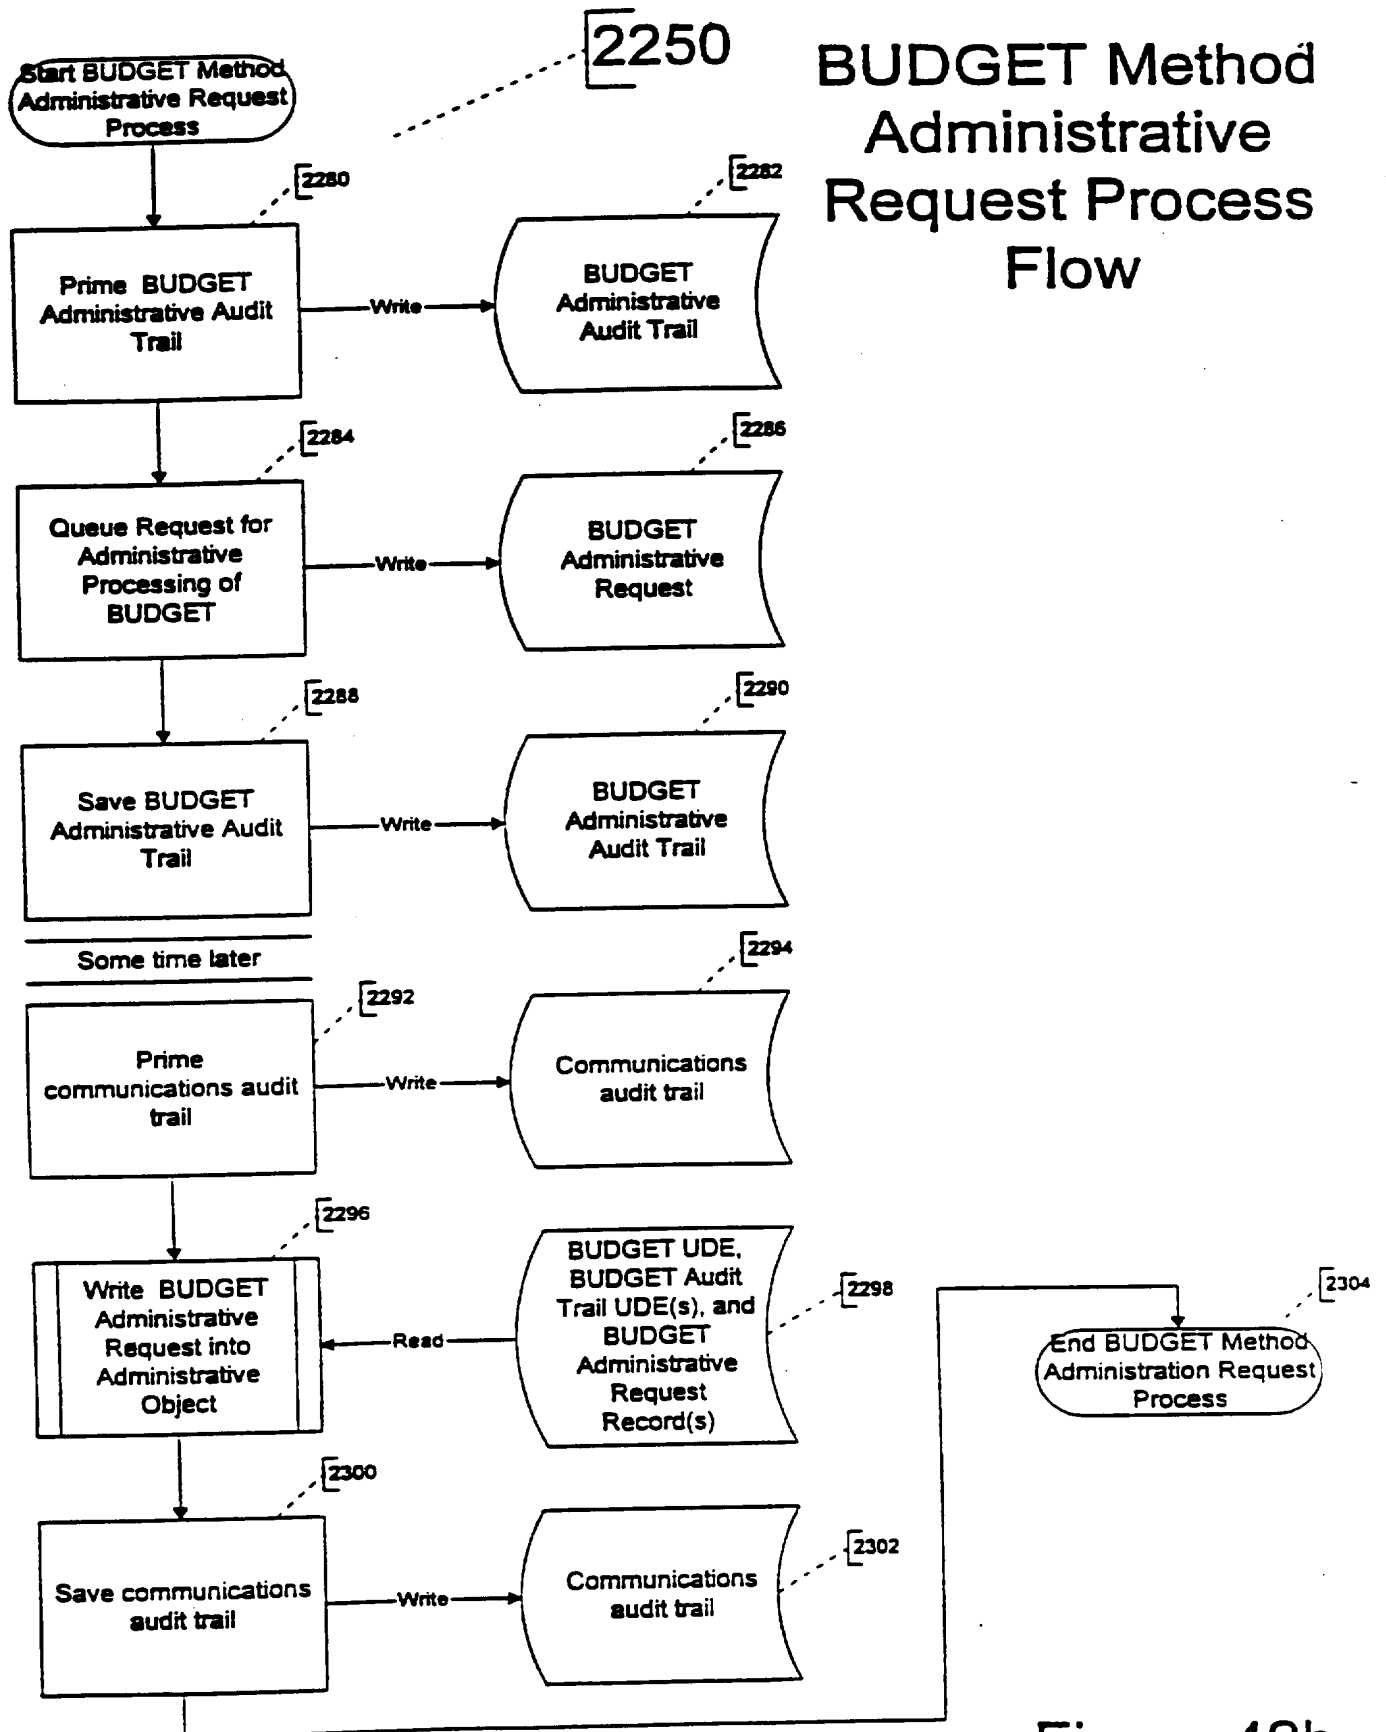 2250
BUDGET Method
Administrative
Request Process
Flow
Start BUDGET Method
Administrative Request
Process
2280
Prime BUDGET
Administrative Audit
Trail
Write
2282
BUDGET
Administrative
Audit Trail
2284
Queue Request for
Administrative
Processing of
BUDGET
Write
2286
BUDGET
Administrative
Request
2288
Save BUDGET
Administrative Audit
Trail
Write
2290
BUDGET
Administrative
Audit Trail
Some time later
2292
Prime
communications audit
trail
Write
2294
Communications
audit trail
2296
Write BUDGET
Administrative
Request into
Administrative
Object
Read
BUDGET UDE,
BUDGET Audit
Trail UDE(s), and
BUDGET
Administrative
Request
Record(s)
2298
2300
Save communications
audit trail
Write
Communications
audit trail
2302
2304
End BUDGET Method
Administration Request
Process